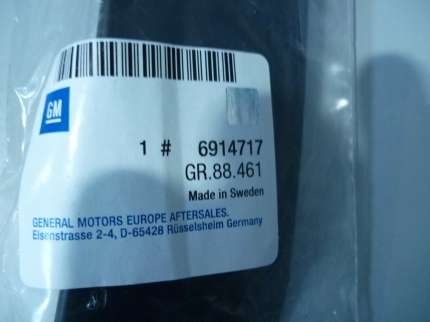 GM
1 # 6914717
GR.88.461
Made in Sweden
GENERAL MOTORS EUROPE AFTERSALES.
Eisenstrasse 2-4, D-65428 Rüsselsheim Germany